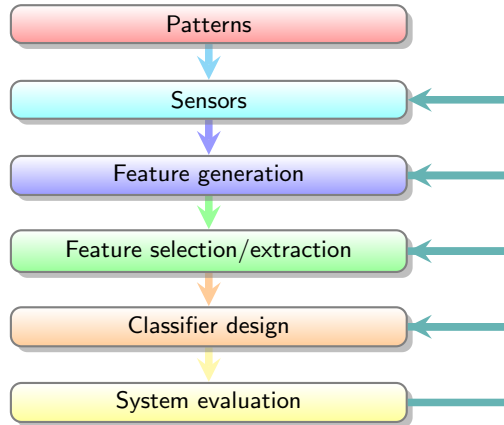 Patterns
Sensors
Feature generation
Feature selection/extraction
Classifier design
System evaluation